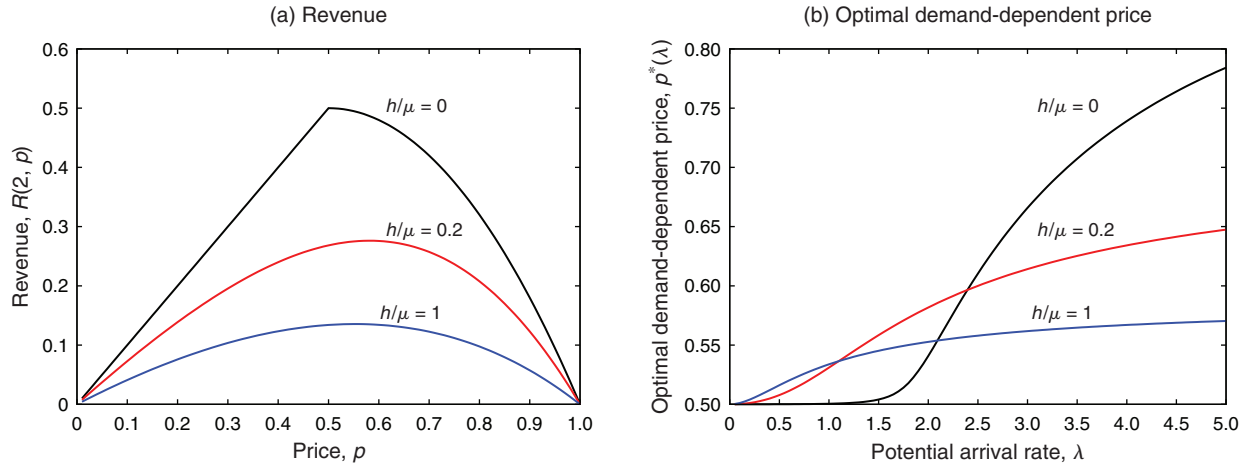 (a) Revenue
0.6
0.5
0.4
0.3
0.2
0.1
0
Revenue, R(2, p)
h/μ = 0
h/μ = 0.2
h/μ = 1
0 0.1 0.2 0.3 0.4 0.5 0.6 0.7 0.8 0.9 1.0
Price, p
(b) Optimal demand-dependent price
0.80
0.75
0.70
0.65
0.60
0.55
0.50
Optimal demand-dependent price, p*(λ)
h/μ = 0
h/μ = 0.2
h/μ = 1
0 0.5 1.0 1.5 2.0 2.5 3.0 3.5 4.0 4.5 5.0
Potential arrival rate, λ